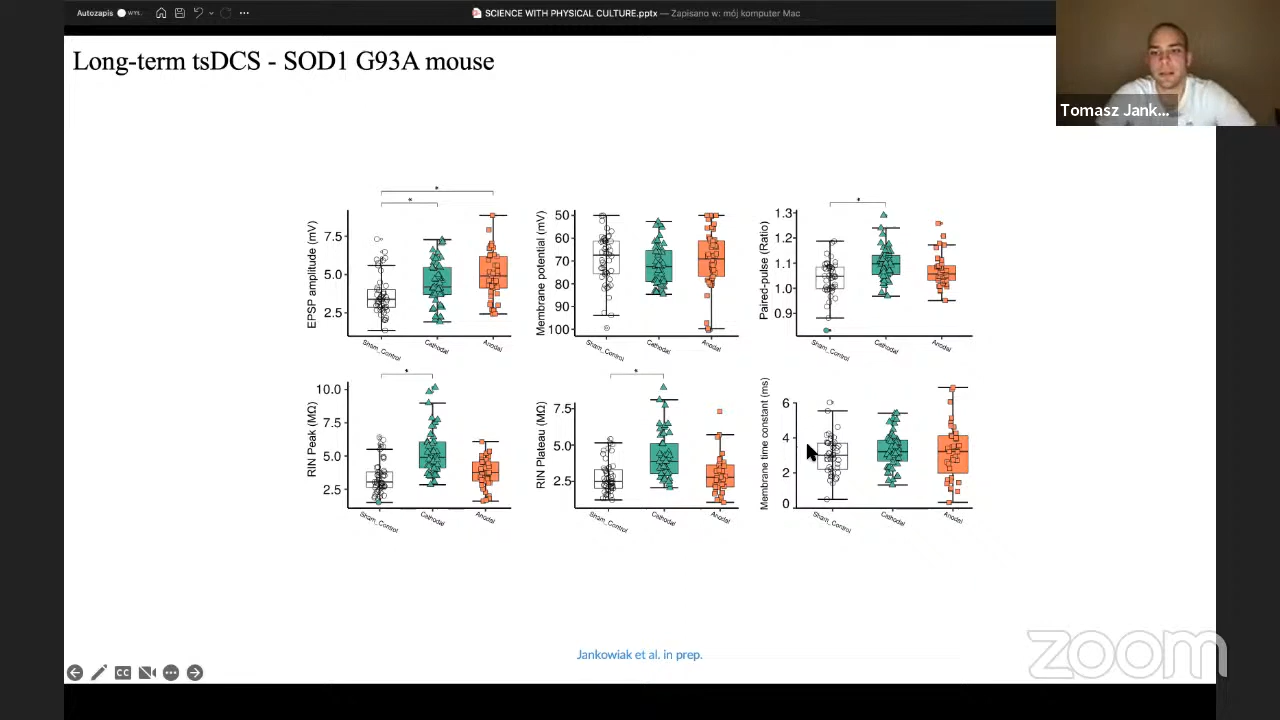 Autozapis WYŁ.
SCIENCE WITH PHYSICAL CULTURE.pptx — Zapisano w: mój komputer Mac
Long-term tsDCS - SOD1 G93A mouse
Tomasz Jank...
EPSP amplitude (mV)
7.5
5.0
2.5
*
*
Sham_Control
Cathodal
Anodal
Membrane potential (mV)
50
60
70
80
90
100
Sham_Control
Cathodal
Anodal
Paired-pulse (Ratio)
1.3
1.2
1.1
1.0
0.9
*
Sham_Control
Cathodal
Anodal
RIN Peak (MΩ)
10.0
7.5
5.0
2.5
*
Sham_Control
Cathodal
Anodal
RIN Plateau (MΩ)
7.5
5.0
2.5
*
Sham_Control
Cathodal
Anodal
Membrane time constant (ms)
6
4
2
0
Sham_Control
Cathodal
Anodal
Jankowiak et al. in prep.
CC
zoom